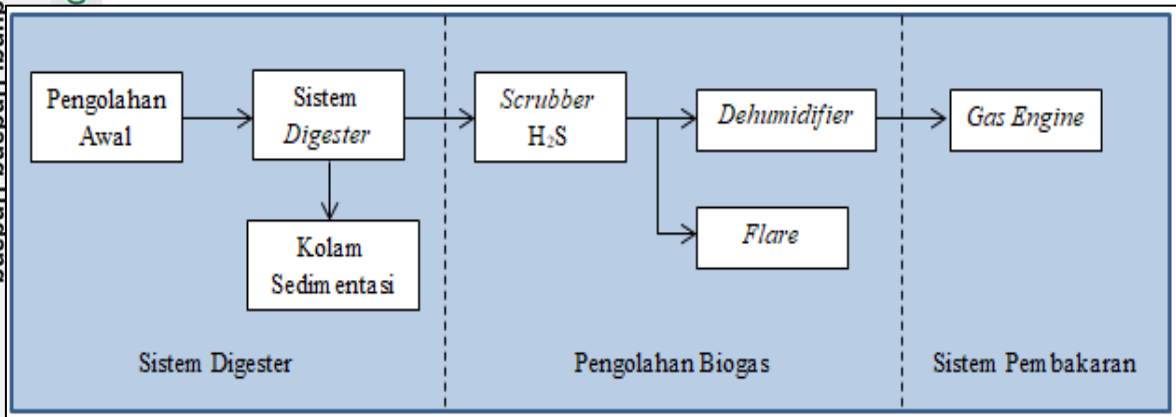 Pengolahan
Awal
Sistem
Digester
Kolam
Sedimentasi
Scrubber
H₂S
Dehumidifier
Flare
Gas Engine
Sistem Digester
Pengolahan Biogas
Sistem Pembakaran